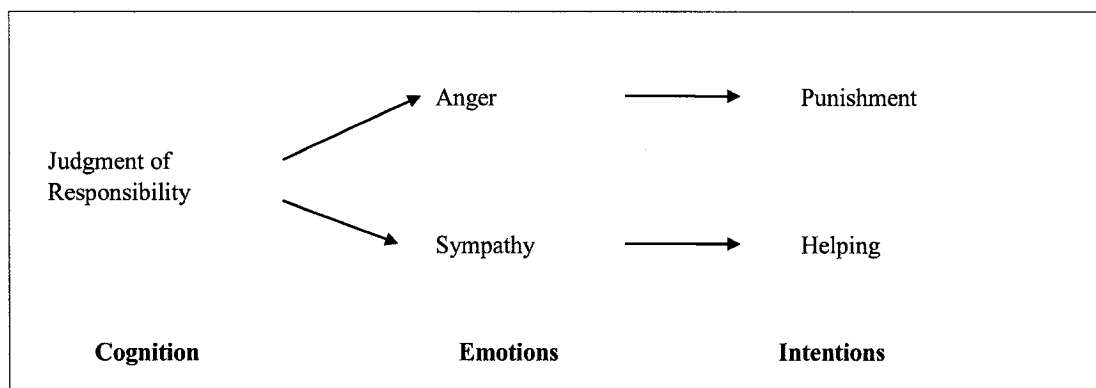 Anger
Punishment
Judgment of
Responsibility
Sympathy
Helping
Cognition
Emotions
Intentions